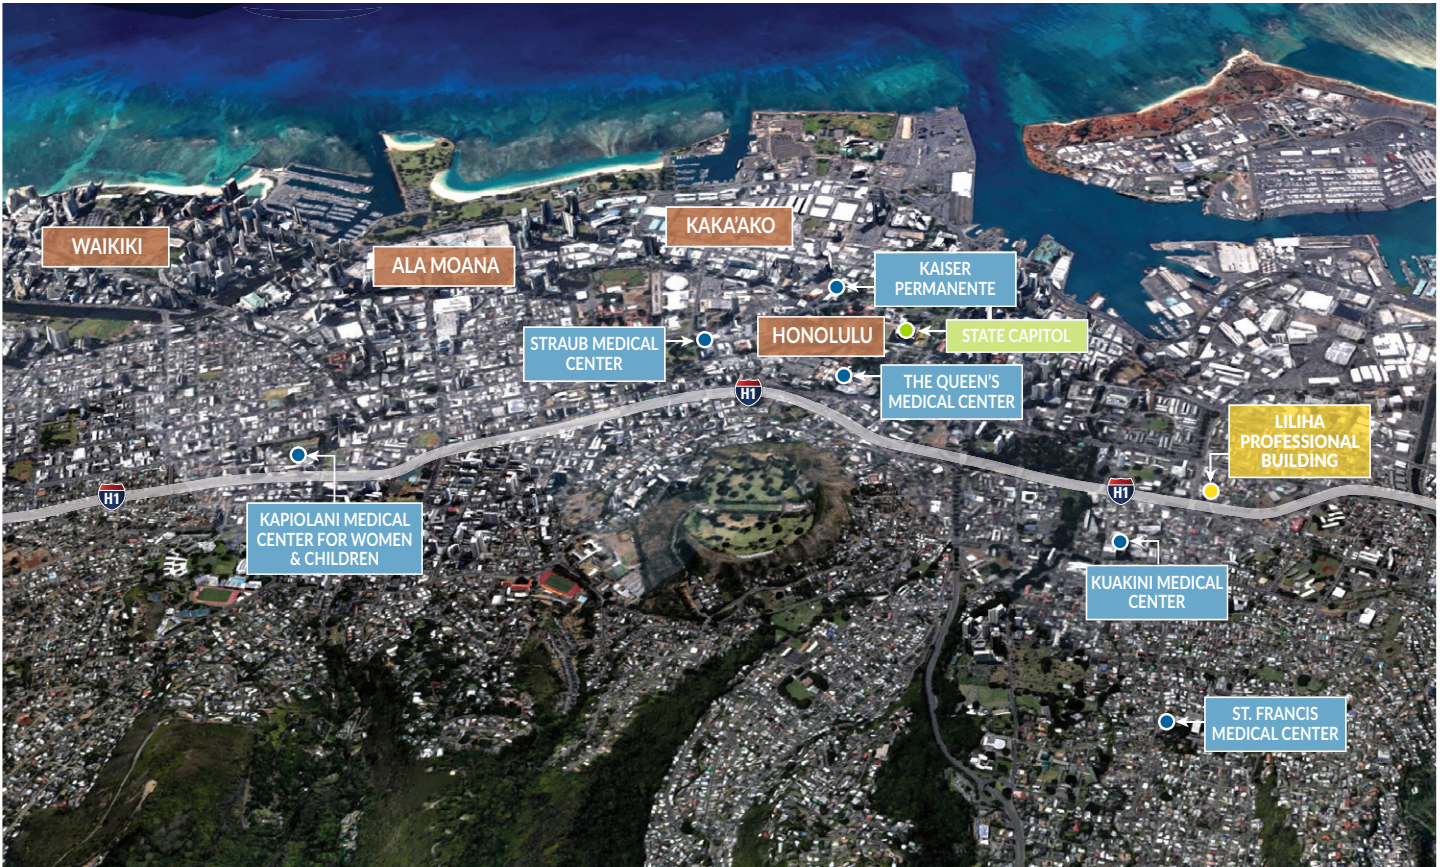 WAIKIKI
ALA MOANA
KAKA'AKO
KAISER
PERMANENTE
STRAUB MEDICAL
CENTER
HONOLULU
STATE CAPITOL
THE QUEEN'S
MEDICAL CENTER
H1
LILIHA
PROFESSIONAL
BUILDING
H1
H1
KAPIOLANI MEDICAL
CENTER FOR WOMEN
& CHILDREN
KUAKINI MEDICAL
CENTER
ST. FRANCIS
MEDICAL CENTER